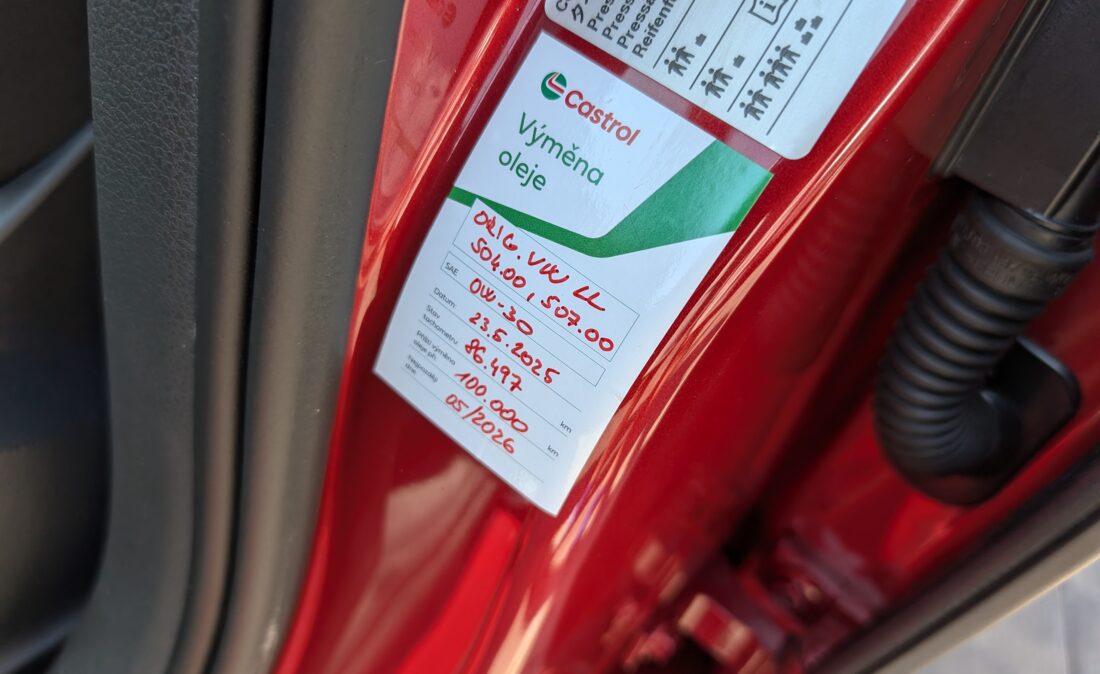 Reifenf
Castrol
Výměna
oleje
ORIG. VW LL
504.00, 507.00
SAE 0W-30
Datum: 23.5.2025
Stav
tachometru 86.497 km
příští výměna
oleje při: 100.000 km
Nejpozději
dne: 05/2026